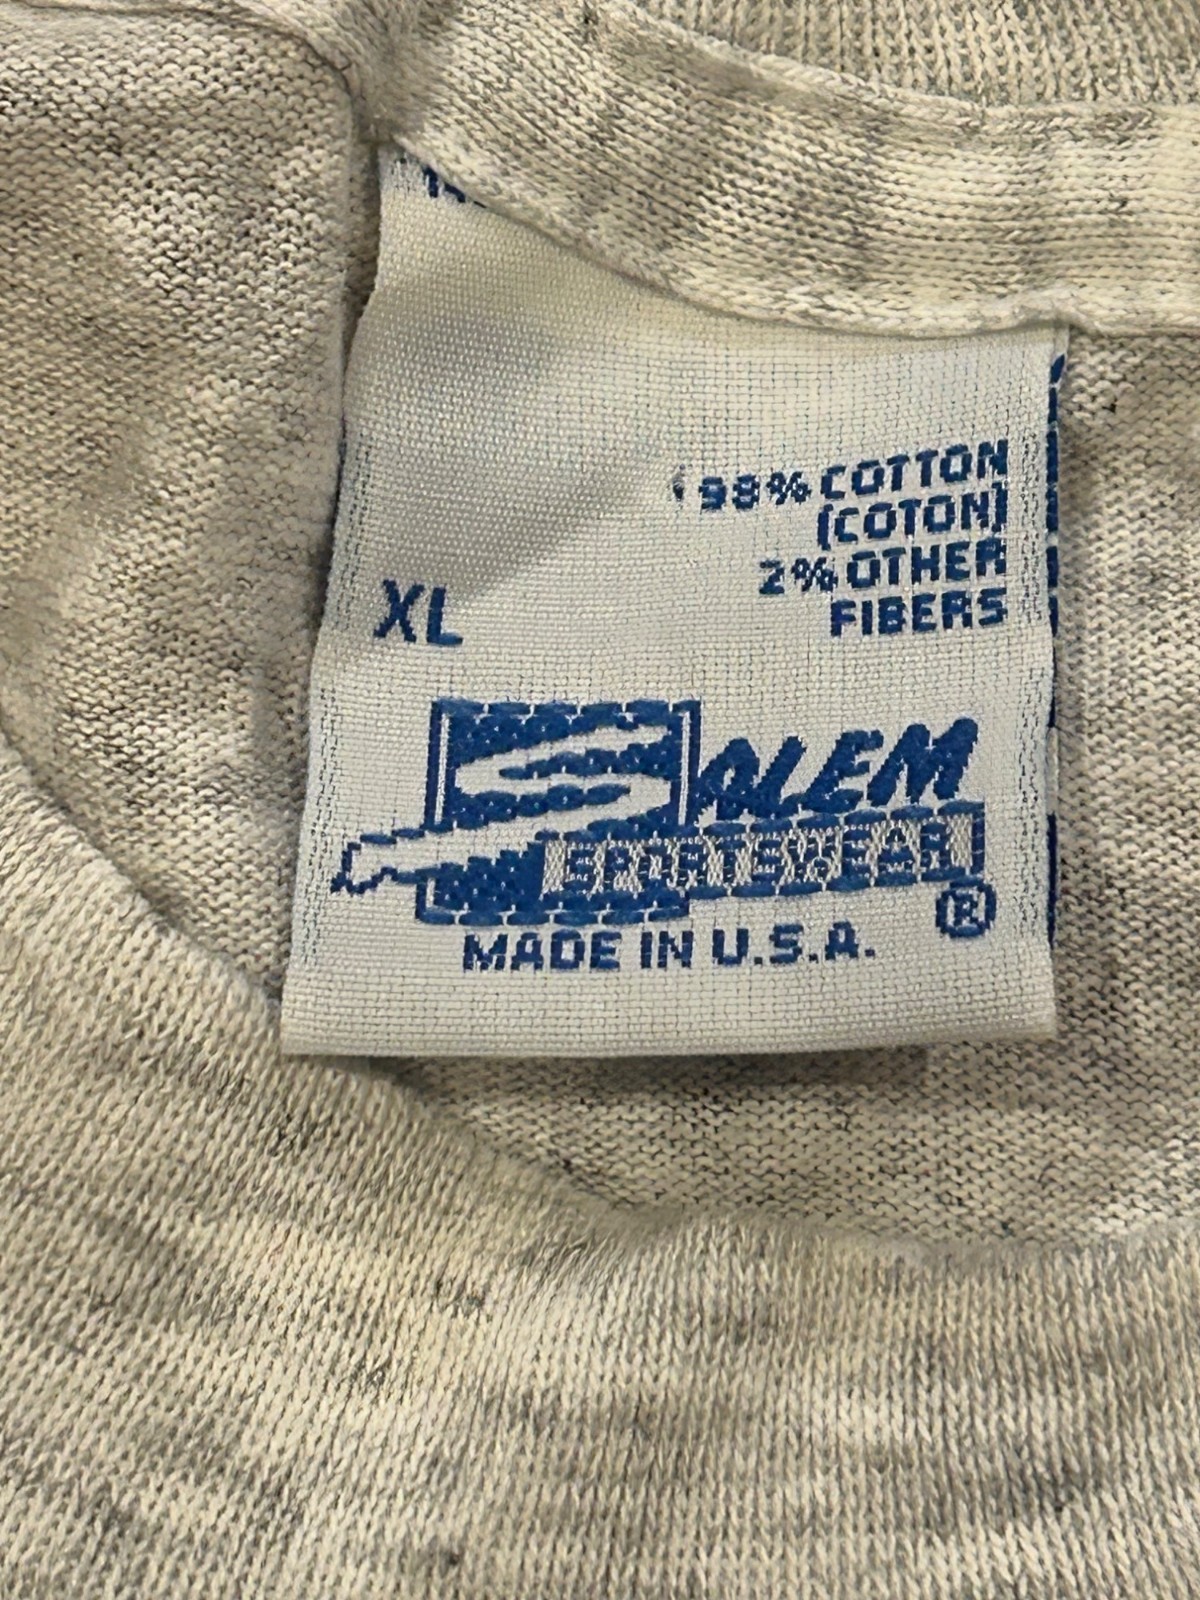 98% COTTON
(COTON)
2% OTHER
FIBERS
XL
SALEM
SPORTSWEAR
®
MADE IN U.S.A.